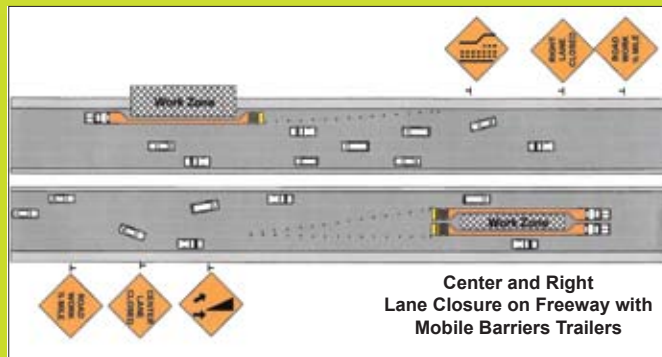 RIGHT
LANE
CLOSED
ROAD
WORK
½ MILE
Work Zone
Work Zone
ROAD
WORK
½ MILE
CENTER
LANE
CLOSED
Center and Right
Lane Closure on Freeway with
Mobile Barriers Trailers